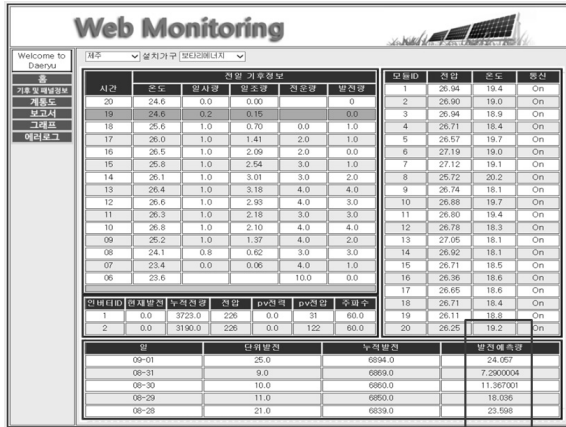 Web Monitoring
Welcome to
Daeryu
제주 설치가구 보타리에너지
홈
기후 및 패널정보
계통도
보고서
그래프
에러로그
전일 기후정보
시간 온도 일사량 일조량 전운량 발전량
20 24.6 0.0 0.00 0
19 24.6 0.2 0.15 0.0
18 25.6 1.0 0.70 0.0 1.0
17 26.0 1.0 1.41 2.0 1.0
16 26.5 1.0 2.09 2.0 0.0
15 25.8 1.0 2.54 3.0 1.0
14 26.1 1.0 3.01 3.0 2.0
13 26.4 1.0 3.18 4.0 4.0
12 26.6 1.0 2.93 4.0 3.0
11 26.3 1.0 2.18 3.0 3.0
10 26.8 1.0 2.10 4.0 4.0
09 25.2 1.0 1.37 4.0 2.0
08 24.1 0.8 0.62 3.0 3.0
07 23.4 0.0 0.06 4.0 1.0
06 23.6 10.0 0.0
인버터ID 현재발전 누적전량 전압 pv전력 pv전압 주파수
1 0.0 3723.0 226 0.0 31 60.0
2 0.0 3190.0 226 0.0 122 60.0
모듈ID 전압 온도 통신
1 26.94 19.4 On
2 26.90 19.0 On
3 26.94 18.9 On
4 26.71 18.4 On
5 26.57 19.7 On
6 27.19 19.0 On
7 27.12 19.1 On
8 25.72 20.2 On
9 26.74 18.1 On
10 26.88 19.7 On
11 26.80 19.4 On
12 26.78 18.3 On
13 27.05 18.1 On
14 26.92 18.1 On
15 26.71 18.5 On
16 26.36 18.6 On
17 26.65 18.6 On
18 26.71 18.4 On
19 26.11 18.8 On
20 26.25 19.2 On
일 단위발전 누적발전 발전예측량
09-01 25.0 6894.0 24.057
08-31 9.0 6869.0 7.2900004
08-30 10.0 6860.0 11.367001
08-29 11.0 6850.0 18.036
08-28 21.0 6839.0 23.598